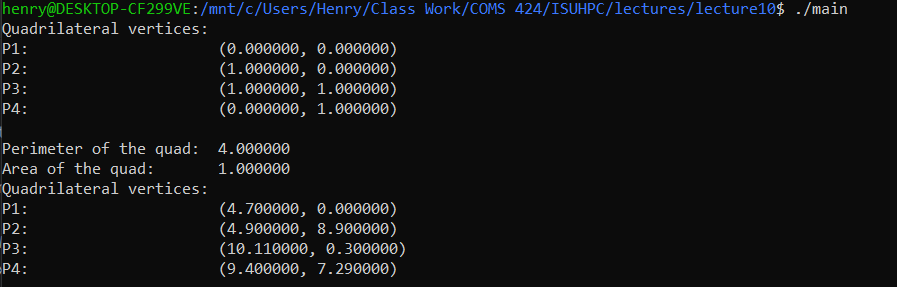 henry@DESKTOP-CF299VE:/mnt/c/Users/Henry/Class Work/COMS 424/ISUHPC/lectures/lecture10$ ./main
Quadrilateral vertices:
P1:                     (0.000000, 0.000000)
P2:                     (1.000000, 0.000000)
P3:                     (1.000000, 1.000000)
P4:                     (0.000000, 1.000000)

Perimeter of the quad:  4.000000
Area of the quad:       1.000000
Quadrilateral vertices:
P1:                     (4.700000, 0.000000)
P2:                     (4.900000, 8.900000)
P3:                     (10.110000, 0.300000)
P4:                     (9.400000, 7.290000)